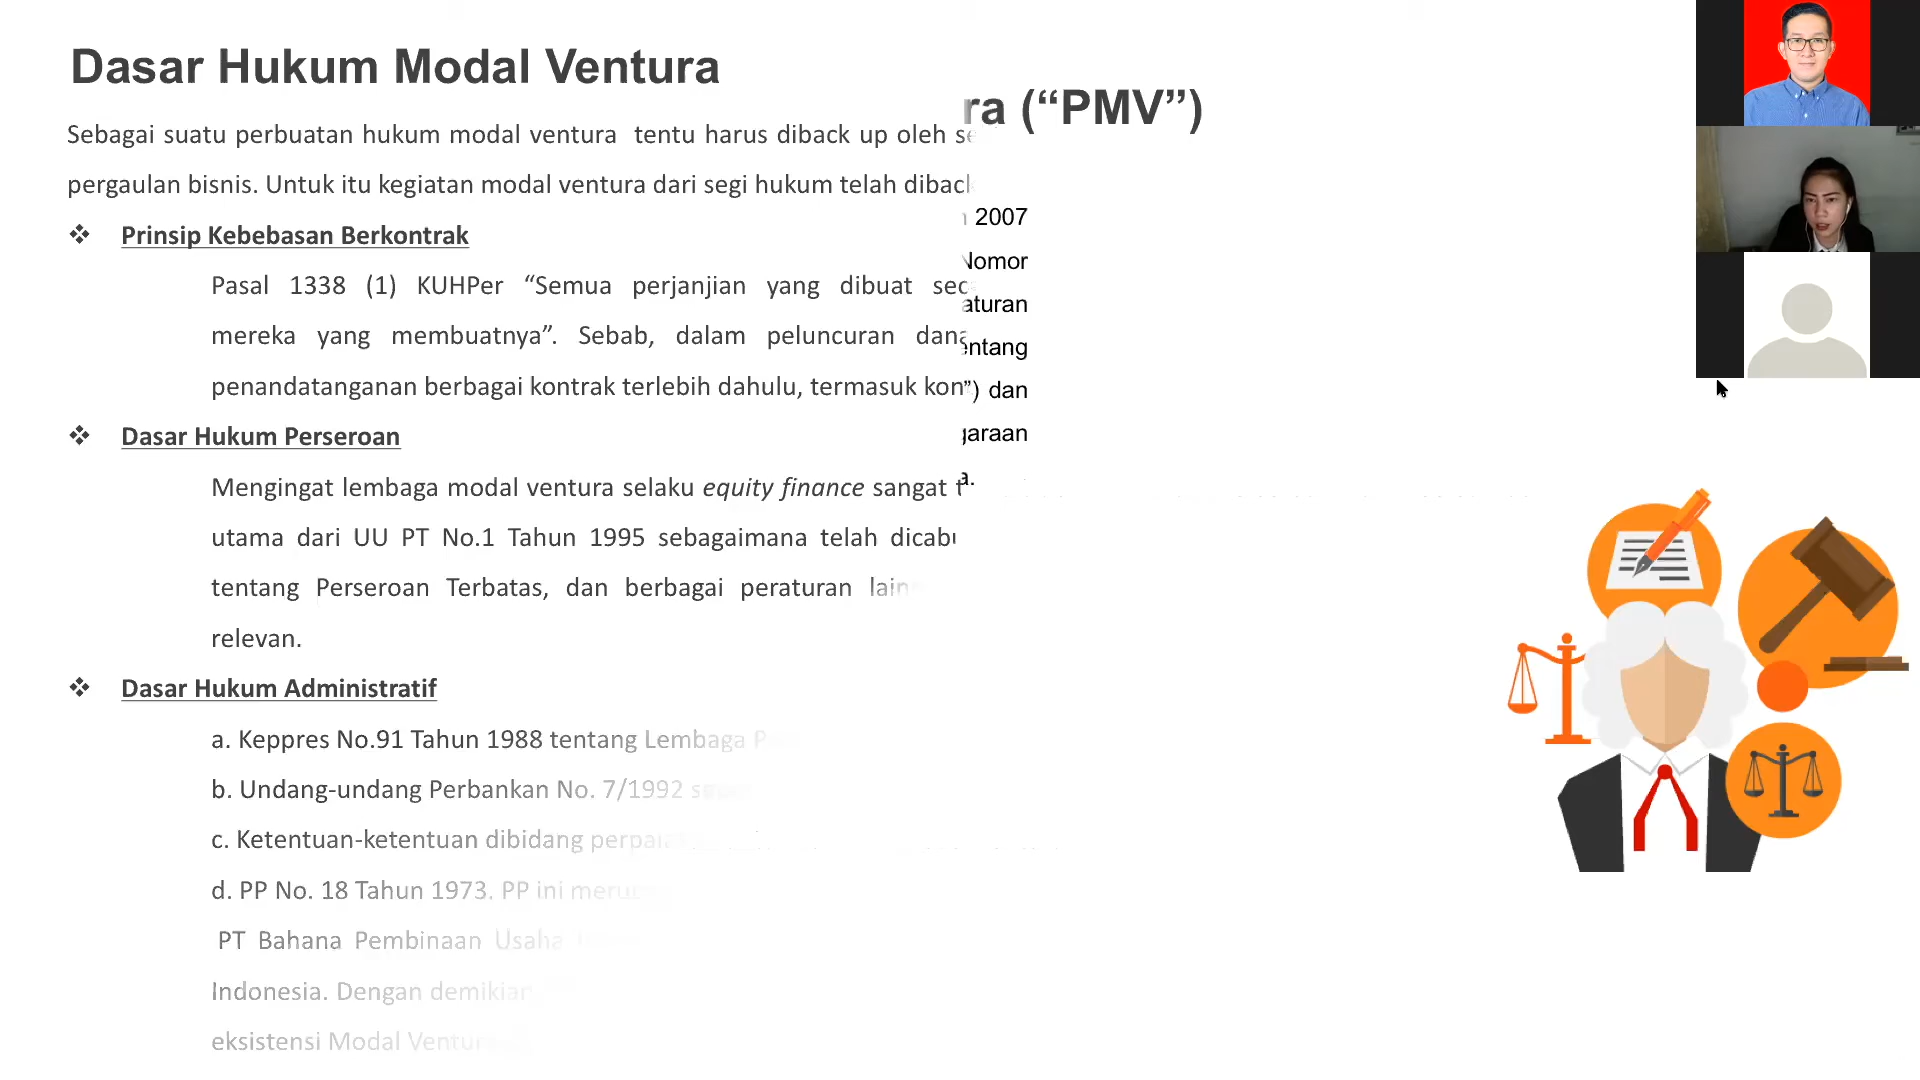 Dasar Hukum Modal Ventura
Sebagai suatu perbuatan hukum modal ventura tentu harus diback up oleh
pergaulan bisnis. Untuk itu kegiatan modal ventura dari segi hukum telah
❖ Prinsip Kebebasan Berkontrak
Pasal 1338 (1) KUHPer “Semua perjanjian yang dibuat
mereka yang membuatnya”. Sebab, dalam peluncuran
penandatanganan berbagai kontrak terlebih dahulu, termasuk
❖ Dasar Hukum Perseroan
Mengingat lembaga modal ventura selaku equity finance sangat
utama dari UU PT No.1 Tahun 1995 sebagaimana telah
tentang Perseroan Terbatas, dan berbagai peraturan
relevan.
❖ Dasar Hukum Administratif
a. Keppres No.91 Tahun 1988 tentang Lembaga
b. Undang-undang Perbankan No. 7/1992
c. Ketentuan-ketentuan dibidang
d. PP No. 18 Tahun 1973. PP ini
PT Bahana Pembinaan Usaha
Indonesia. Dengan demikian
eksistensi Modal Ventura
ra (“PMV”)
2007
Nomor
aturan
entang
”) dan
garaan
a.